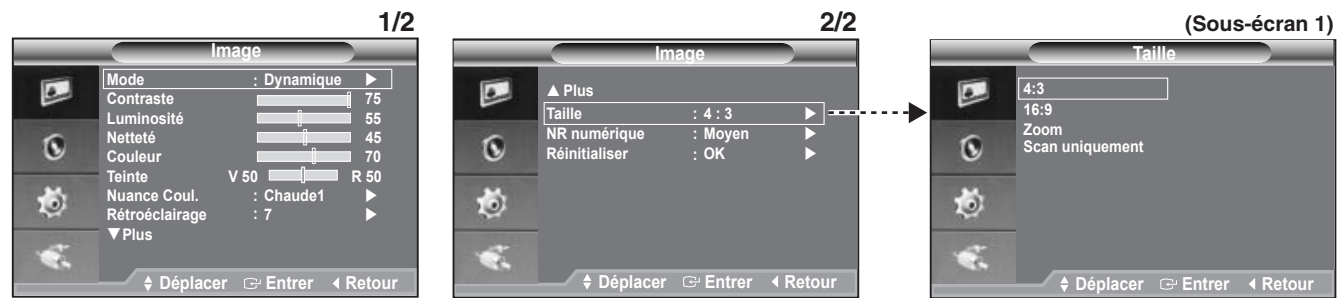 1/2
Image
Mode : Dynamique ▶
Contraste 75
Luminosité 55
Netteté 45
Couleur 70
Teinte V 50 R 50
Nuance Coul. : Chaude1 ▶
Rétroéclairage : 7 ▶
▼Plus
Déplacer Entrer Retour
2/2
Image
▲ Plus
Taille : 4 : 3 ▶
NR numérique : Moyen ▶
Réinitialiser : OK ▶
Déplacer Entrer Retour
(Sous-écran 1)
Taille
4:3
16:9
Zoom
Scan uniquement
Déplacer Entrer Retour